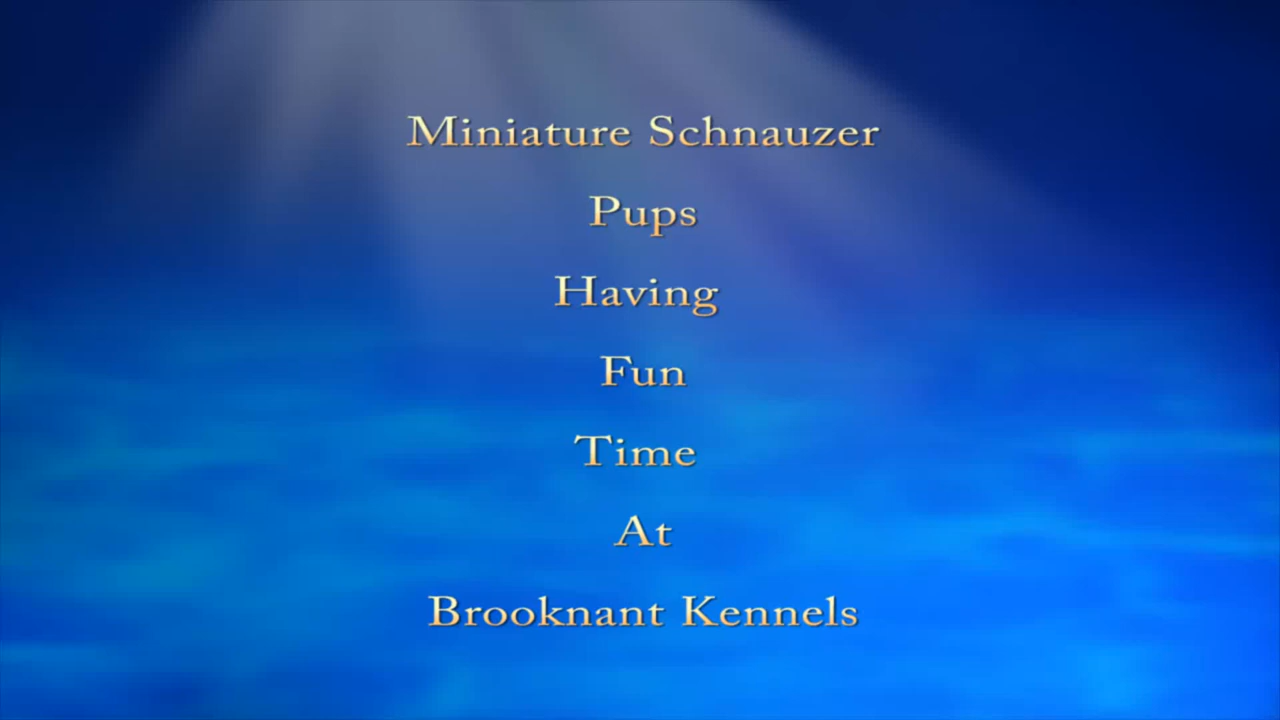 Miniature Schnauzer
Pups
Having
Fun
Time
At
Brooknant Kennels